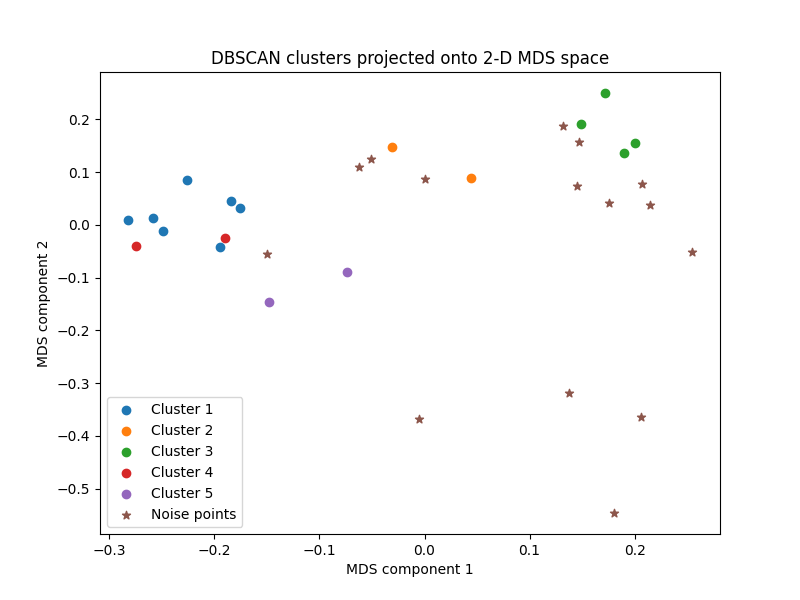 DBSCAN clusters projected onto 2-D MDS space
MDS component 2
0.2
0.1
0.0
−0.1
−0.2
−0.3
−0.4
−0.5
Cluster 1
Cluster 2
Cluster 3
Cluster 4
Cluster 5
Noise points
−0.3 −0.2 −0.1 0.0 0.1 0.2
MDS component 1